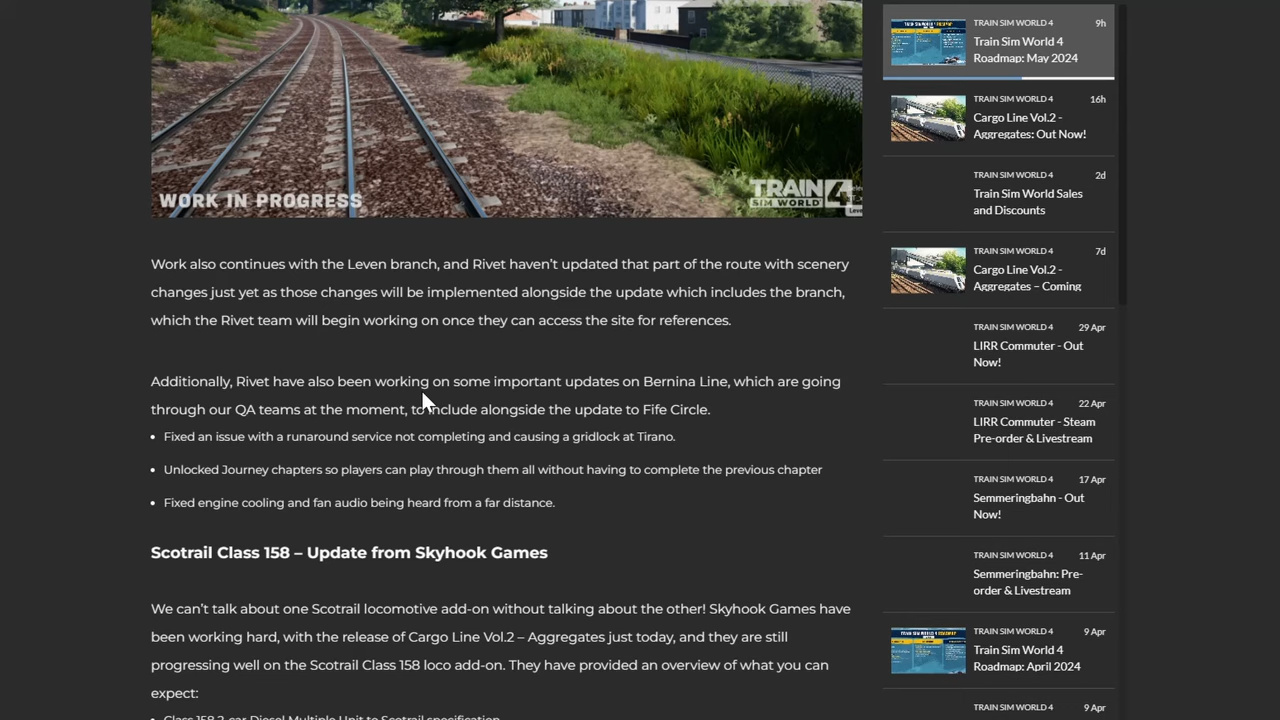 WORK IN PROGRESS
TRAIN
SIM WORLD 4
Work also continues with the Leven branch, and Rivet haven’t updated that part of the route with scenery
changes just yet as those changes will be implemented alongside the update which includes the branch,
which the Rivet team will begin working on once they can access the site for references.
Additionally, Rivet have also been working on some important updates on Bernina Line, which are going
through our QA teams at the moment, to include alongside the update to Fife Circle.
• Fixed an issue with a runaround service not completing and causing a gridlock at Tirano.
• Unlocked Journey chapters so players can play through them all without having to complete the previous chapter
• Fixed engine cooling and fan audio being heard from a far distance.
Scotrail Class 158 – Update from Skyhook Games
We can’t talk about one Scotrail locomotive add-on without talking about the other! Skyhook Games have
been working hard, with the release of Cargo Line Vol.2 – Aggregates just today, and they are still
progressing well on the Scotrail Class 158 loco add-on. They have provided an overview of what you can
expect:
• Class 158 2-car Diesel Multiple Unit to Scotrail specification
TRAIN SIM WORLD 4 9h
Train Sim World 4
Roadmap: May 2024
TRAIN SIM WORLD 4 16h
Cargo Line Vol.2 -
Aggregates: Out Now!
TRAIN SIM WORLD 4 2d
Train Sim World Sales
and Discounts
TRAIN SIM WORLD 4 7d
Cargo Line Vol.2 -
Aggregates – Coming
TRAIN SIM WORLD 4 29 Apr
LIRR Commuter - Out
Now!
TRAIN SIM WORLD 4 22 Apr
LIRR Commuter - Steam
Pre-order & Livestream
TRAIN SIM WORLD 4 17 Apr
Semmeringbahn - Out
Now!
TRAIN SIM WORLD 4 11 Apr
Semmeringbahn: Pre-
order & Livestream
TRAIN SIM WORLD 4 9 Apr
Train Sim World 4
Roadmap: April 2024
TRAIN SIM WORLD 4 9 Apr